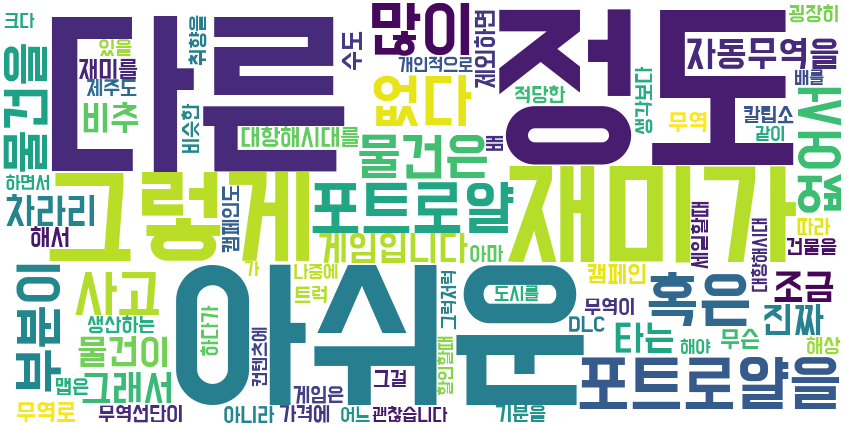 크다
다른
있을
재미를
제주도
비추
취향을
비슷한
수도
많이
개인적으로
없다
제외하면
정도
굉장히
자동무역을
배를
적당한
생각보다
무역
칼립소
같이
물건을
대항해시대를
물건은
배
없어서
하면서
차라리
해서
그렇게
캠페인도
포트로얄
게임입니다
아마
재미가
세일할때
대항해시대
따라
건물을
부분이
사고
생산하는
물건이
맵은
그래서
하다가
가
나중에
트럭
컨텐츠에
아쉬운
그럭저럭
도시를
캠페인
무역이
DLC
혹은
타는
해야
무슨
조금
진짜
해상
포트로얄을
무역로
무역선단이
아니라
게임은
가격에
그걸
어느
괜찮습니다
할인할때
기분을